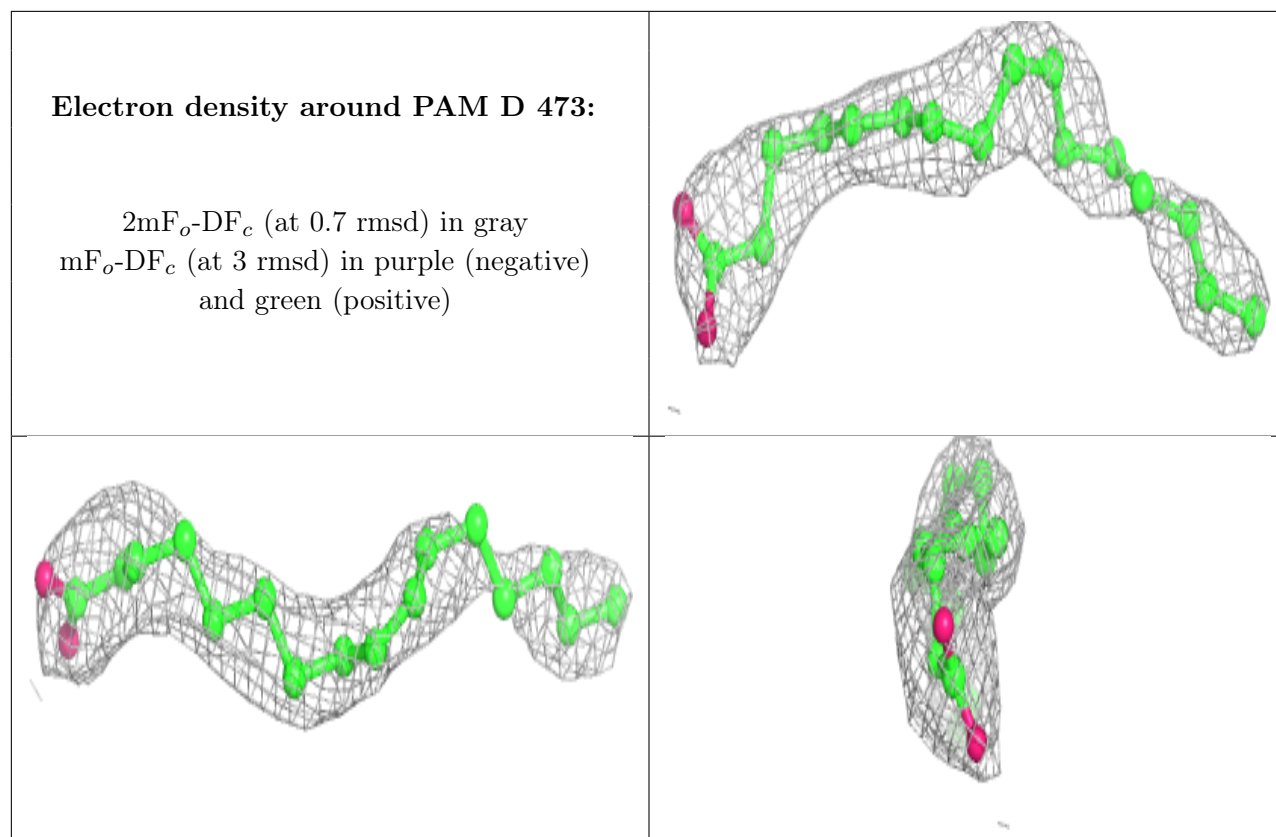 Electron density around PAM D 473:
2mFo-DFc (at 0.7 rmsd) in gray
mFo-DFc (at 3 rmsd) in purple (negative)
and green (positive)